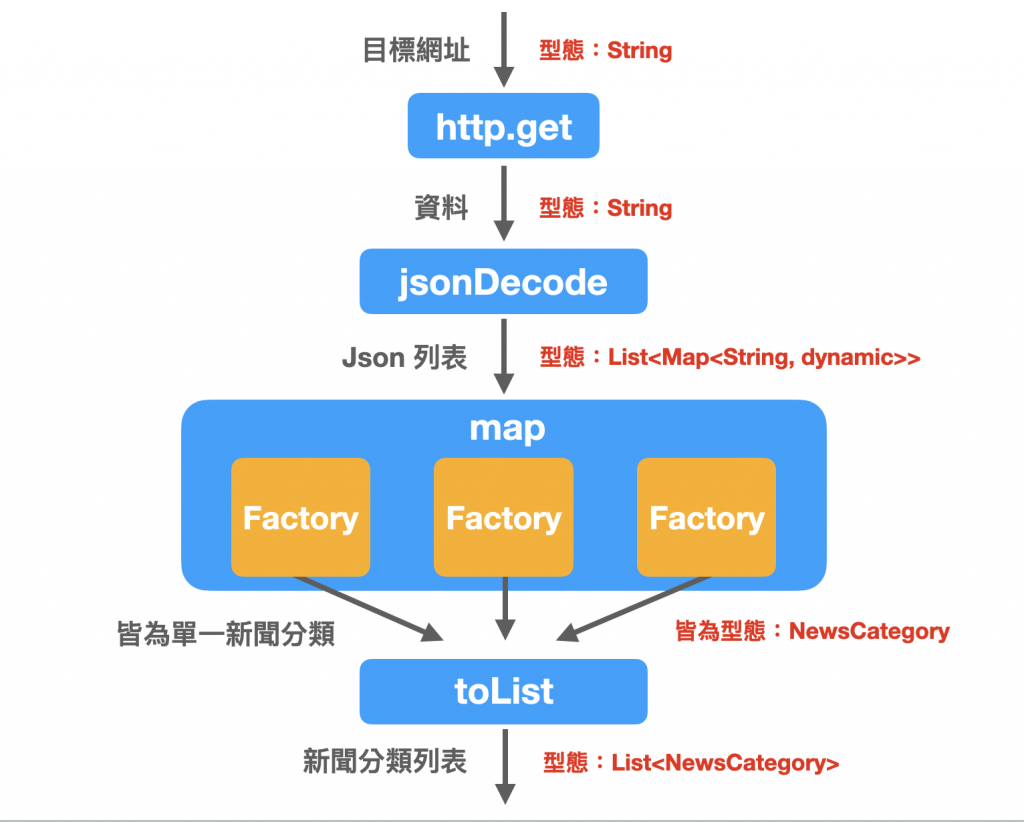 目標網址
型態：String
http.get
資料
型態：String
jsonDecode
Json 列表
型態：List<Map<String, dynamic>>
map
Factory
Factory
Factory
皆為單一新聞分類
皆為型態：NewsCategory
toList
新聞分類列表
型態：List<NewsCategory>